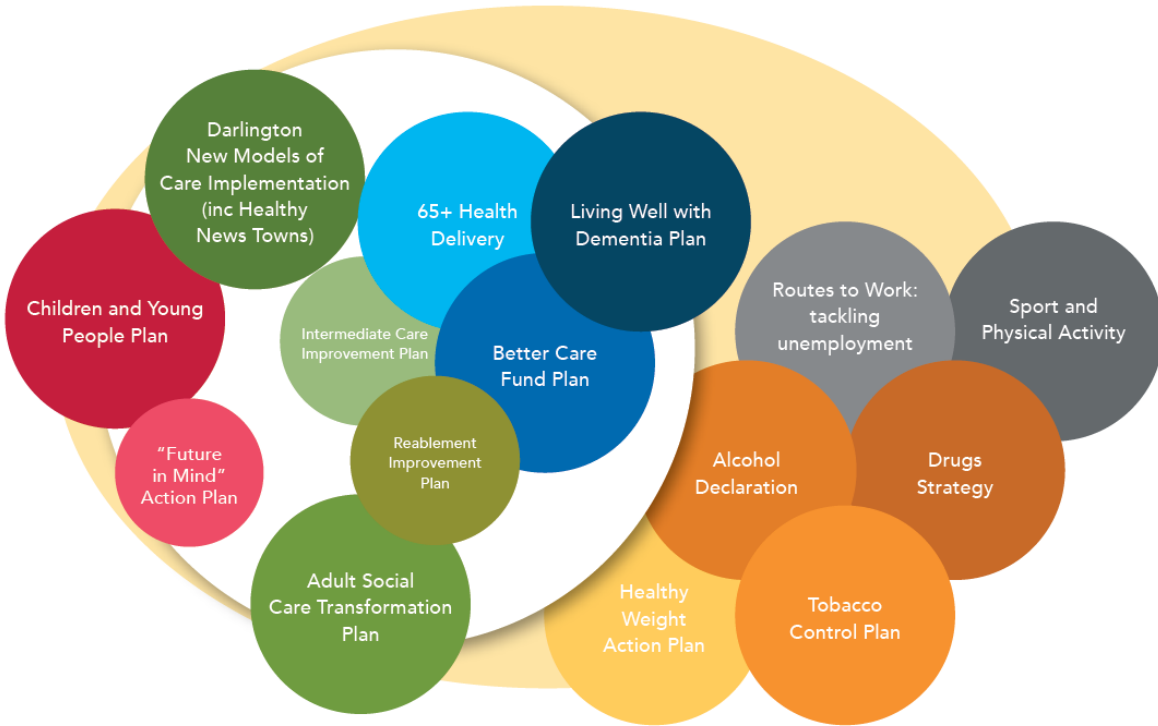 Darlington
New Models of
Care Implementation
(inc Healthy
News Towns)
65+ Health
Delivery
Living Well with
Dementia Plan
Children and Young
People Plan
Intermediate Care
Improvement Plan
Better Care
Fund Plan
Routes to Work:
tackling
unemployment
Sport and
Physical Activity
"Future
in Mind"
Action Plan
Reablement
Improvement
Plan
Alcohol
Declaration
Drugs
Strategy
Adult Social
Care Transformation
Plan
Healthy
Weight
Action Plan
Tobacco
Control Plan